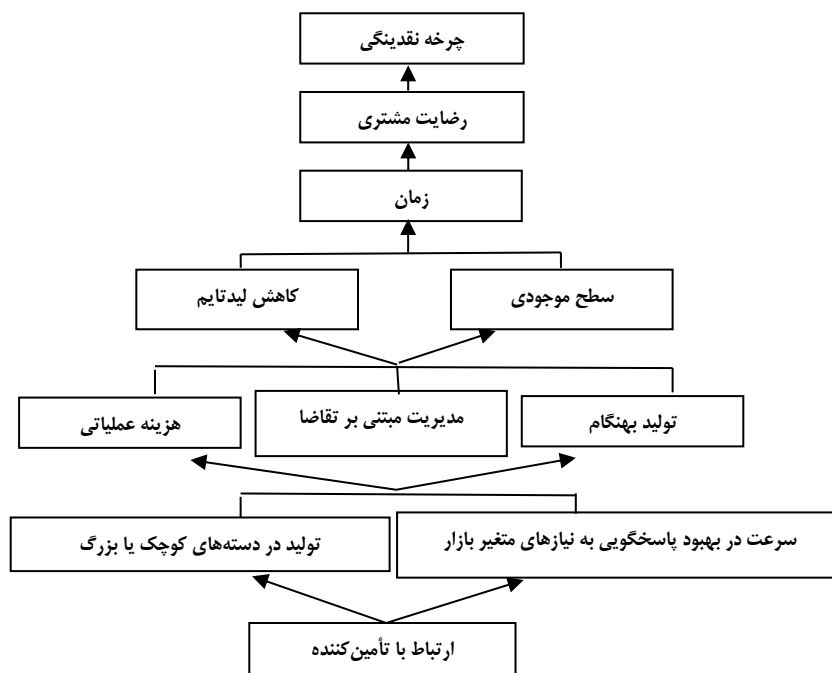 چرخه نقدینگی
رضایت مشتری
زمان
سطح موجودی
کاهش لیدتایم
تولید بهنگام
مدیریت مبتنی بر تقاضا
هزینه عملیاتی
سرعت در بهبود پاسخگویی به نیازهای متغیر بازار
تولید در دسته‌های کوچک یا بزرگ
ارتباط با تأمین‌کننده